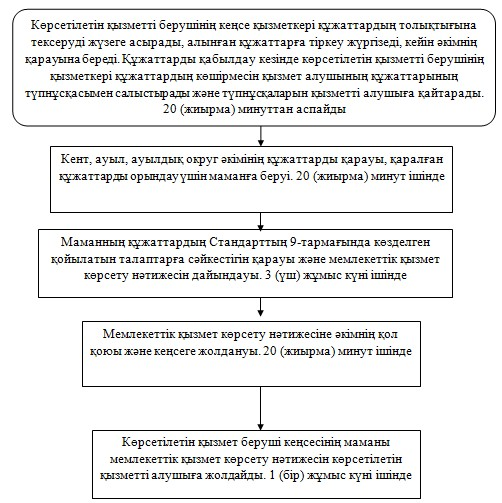 Көрсетілетін қызметті берушінің кеңсе қызметкері құжаттардың толықтығына
тексеруді жүзеге асырады, алынған құжаттарға тіркеу жүргізеді, кейін әкімнің
қарауына береді. Құжаттарды қабылдау кезінде көрсетілетін қызметті берушінің
қызметкері құжаттардың көшірмесін қызмет алушының құжаттарының
түпнұсқасымен салыстырады және түпнұсқаларын қызметті алушыға қайтарады.
20 (жиырма) минуттан аспайды
Кент, ауыл, ауылдық округ әкімінің құжаттарды қарауы, қаралған
құжаттарды орындау үшін маманға беруі. 20 (жиырма) минут ішінде
Маманның құжаттардың Стандарттың 9-тармағында көзделген
қойылатын талаптарға сәйкестігін қарауы және мемлекеттік қызмет
көрсету нәтижесін дайындауы. 3 (үш) жұмыс күні ішінде
Мемлекеттік қызмет көрсету нәтижесіне әкімнің қол
қоюы және кеңсеге жолдануы. 20 (жиырма) минут ішінде
Көрсетілетін қызмет беруші кеңсесінің маманы
мемлекеттік қызмет көрсету нәтижесін көрсетілетін
қызметті алушыға жолдайды. 1 (бір) жұмыс күні ішінде